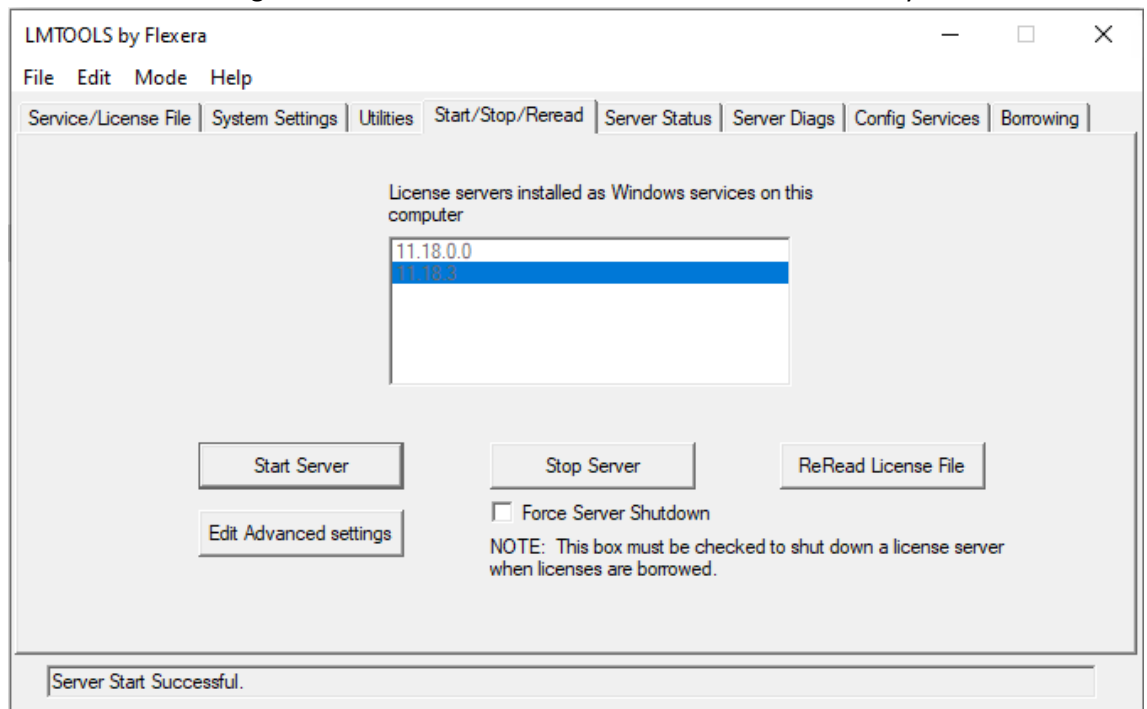 LMTOOLS by Flexera
File Edit Mode Help
Service/License File System Settings Utilities Start/Stop/Reread Server Status Server Diags Config Services Borrowing
License servers installed as Windows services on this
computer
11.18.0.0
11.18.3
Start Server Stop Server ReRead License File
Edit Advanced settings
Force Server Shutdown
NOTE: This box must be checked to shut down a license server
when licenses are borrowed.
Server Start Successful.